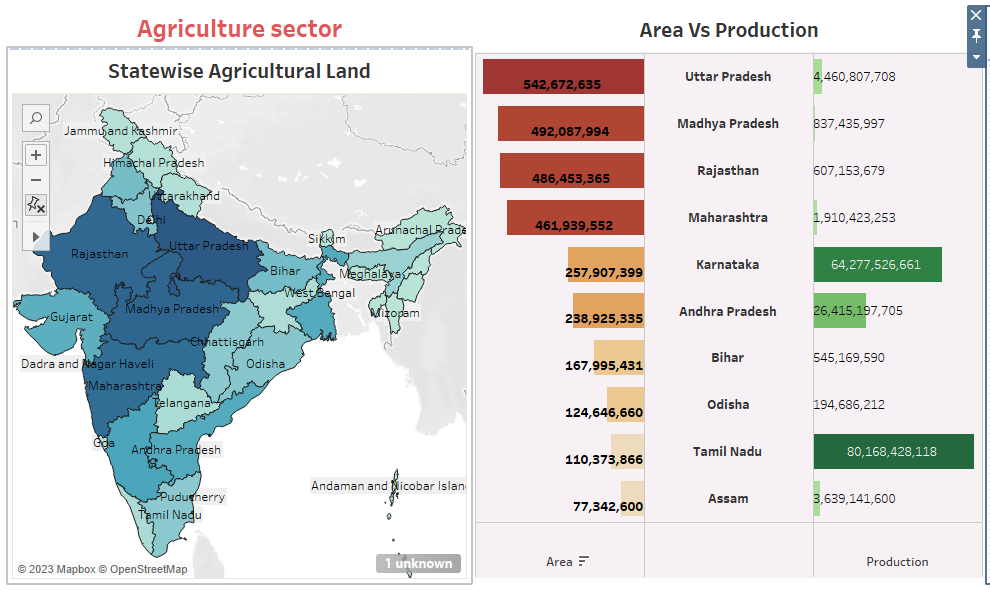 Agriculture sector
Statewise Agricultural Land
Jammu and Kashmir
Himachal Pradesh
Uttarakhand
Delhi
Uttar Pradesh
Rajasthan
Sikkim
Arunachal Prade
Bihar
Meghalaya
West Bengal
Madhya Pradesh
Mizoram
Gujarat
Chhattisgarh
Dadra and Nagar Haveli
Odisha
Maharashtra
Telangana
Goa
Andhra Pradesh
Andaman and Nicobar Islan
Puducherry
Tamil Nadu
1 unknown
© 2023 Mapbox © OpenStreetMap
Area Vs Production
542,672,635 Uttar Pradesh 4,460,807,708
492,087,994 Madhya Pradesh 837,435,997
486,453,365 Rajasthan 607,153,679
461,939,552 Maharashtra 1,910,423,253
257,907,399 Karnataka 64,277,526,661
238,925,335 Andhra Pradesh 26,415,197,705
167,995,431 Bihar 545,169,590
124,646,660 Odisha 194,686,212
110,373,866 Tamil Nadu 80,168,428,118
77,342,600 Assam 3,639,141,600
Area Production